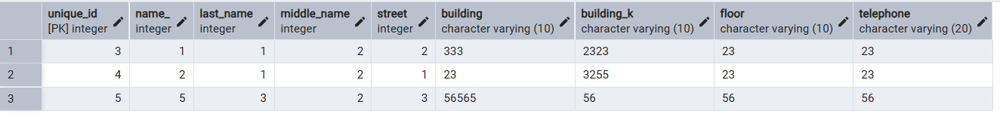 unique_id name_ last_name middle_name street building building_k floor telephone
[PK] integer integer integer integer integer character varying (10) character varying (10) character varying (10) character varying (20)
1 3 1 1 2 2 333 2323 23 23
2 4 2 1 2 1 23 3255 23 23
3 5 5 3 2 3 56565 56 56 56